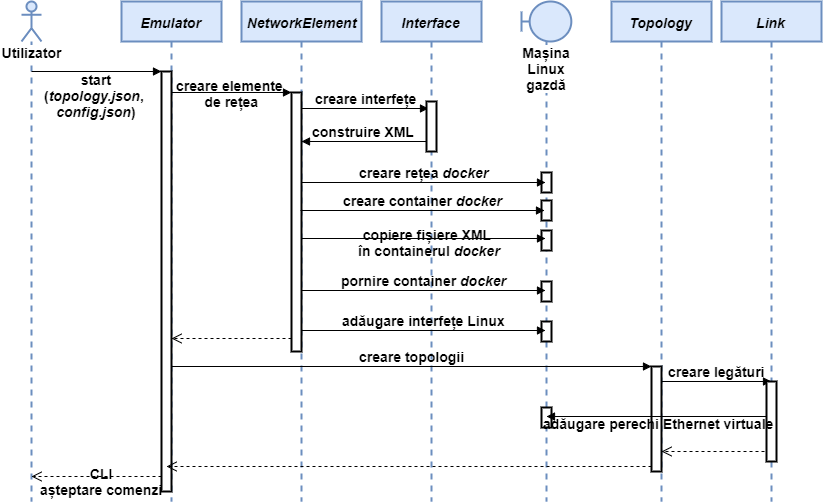 Emulator
NetworkElement
Interface
Topology
Link
Utilizator
Mașina
Linux
gazdă
start
(topology.json,
config.json)
creare elemente
de rețea
creare interfețe
construire XML
creare rețea docker
creare container docker
copiere fișiere XML
în containerul docker
pornire container docker
adăugare interfețe Linux
creare topologii
creare legături
adăugare perechi Ethernet virtuale
CLI
așteptare comenzi